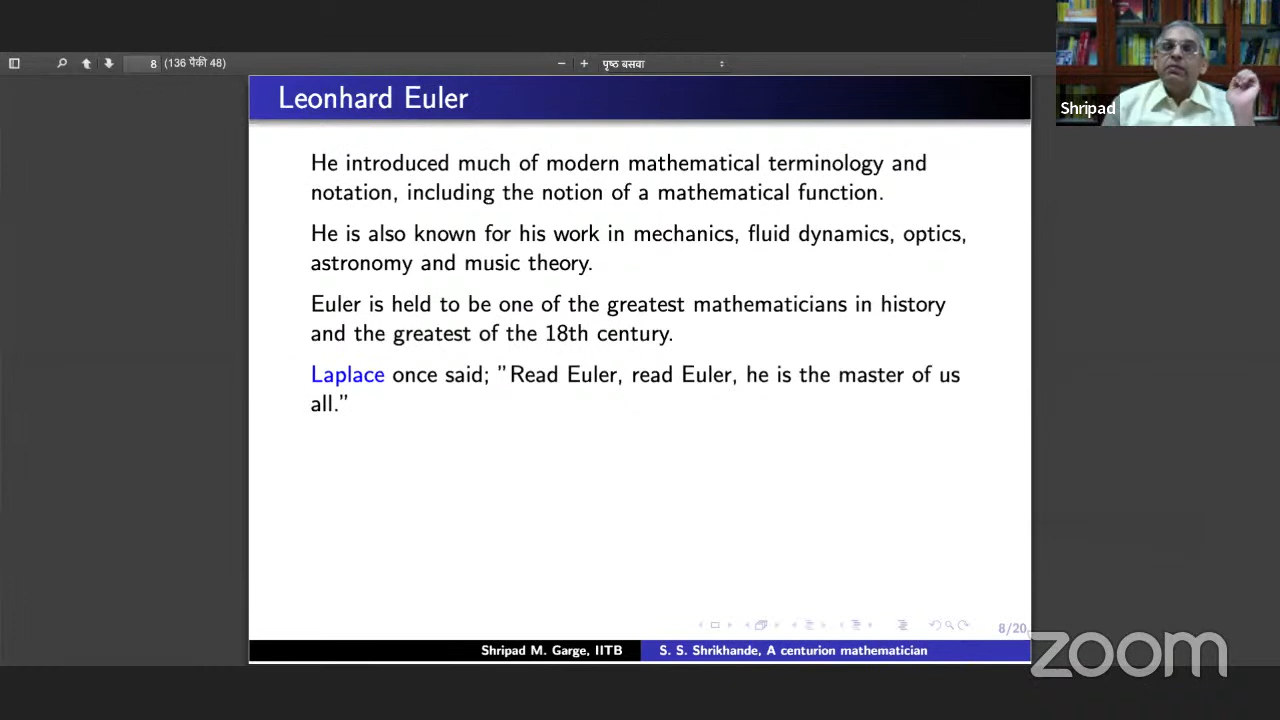 8 (136 पैकी 48)
पृष्ठ बसवा
Shripad
Leonhard Euler
He introduced much of modern mathematical terminology and
notation, including the notion of a mathematical function.
He is also known for his work in mechanics, fluid dynamics, optics,
astronomy and music theory.
Euler is held to be one of the greatest mathematicians in history
and the greatest of the 18th century.
Laplace once said; ”Read Euler, read Euler, he is the master of us
all.”
8/20
Shripad M. Garge, IITB
S. S. Shrikhande, A centurion mathematician
zoom